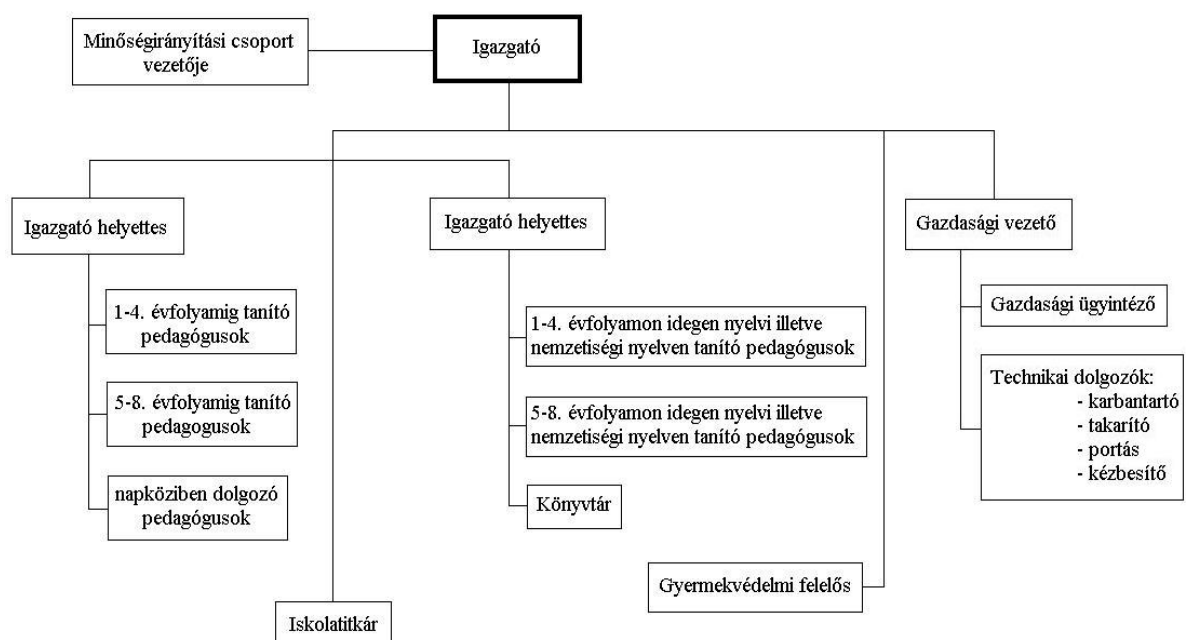 Minőségirányítási csoport
vezetője
Igazgató
Igazgató helyettes
Igazgató helyettes
Gazdasági vezető
1-4. évfolyamig tanító
pedagógusok
5-8. évfolyamig tanító
pedagogusok
napköziben dolgozó
pedagógusok
1-4. évfolyamon idegen nyelvi illetve
nemzetiségi nyelven tanító pedagógusok
5-8. évfolyamon idegen nyelvi illetve
nemzetiségi nyelven tanító pedagógusok
Könyvtár
Gazdasági ügyintéző
Technikai dolgozók:
- karbantartó
- takarító
- portás
- kézbesítő
Gyermekvédelmi felelős
Iskolatitkár